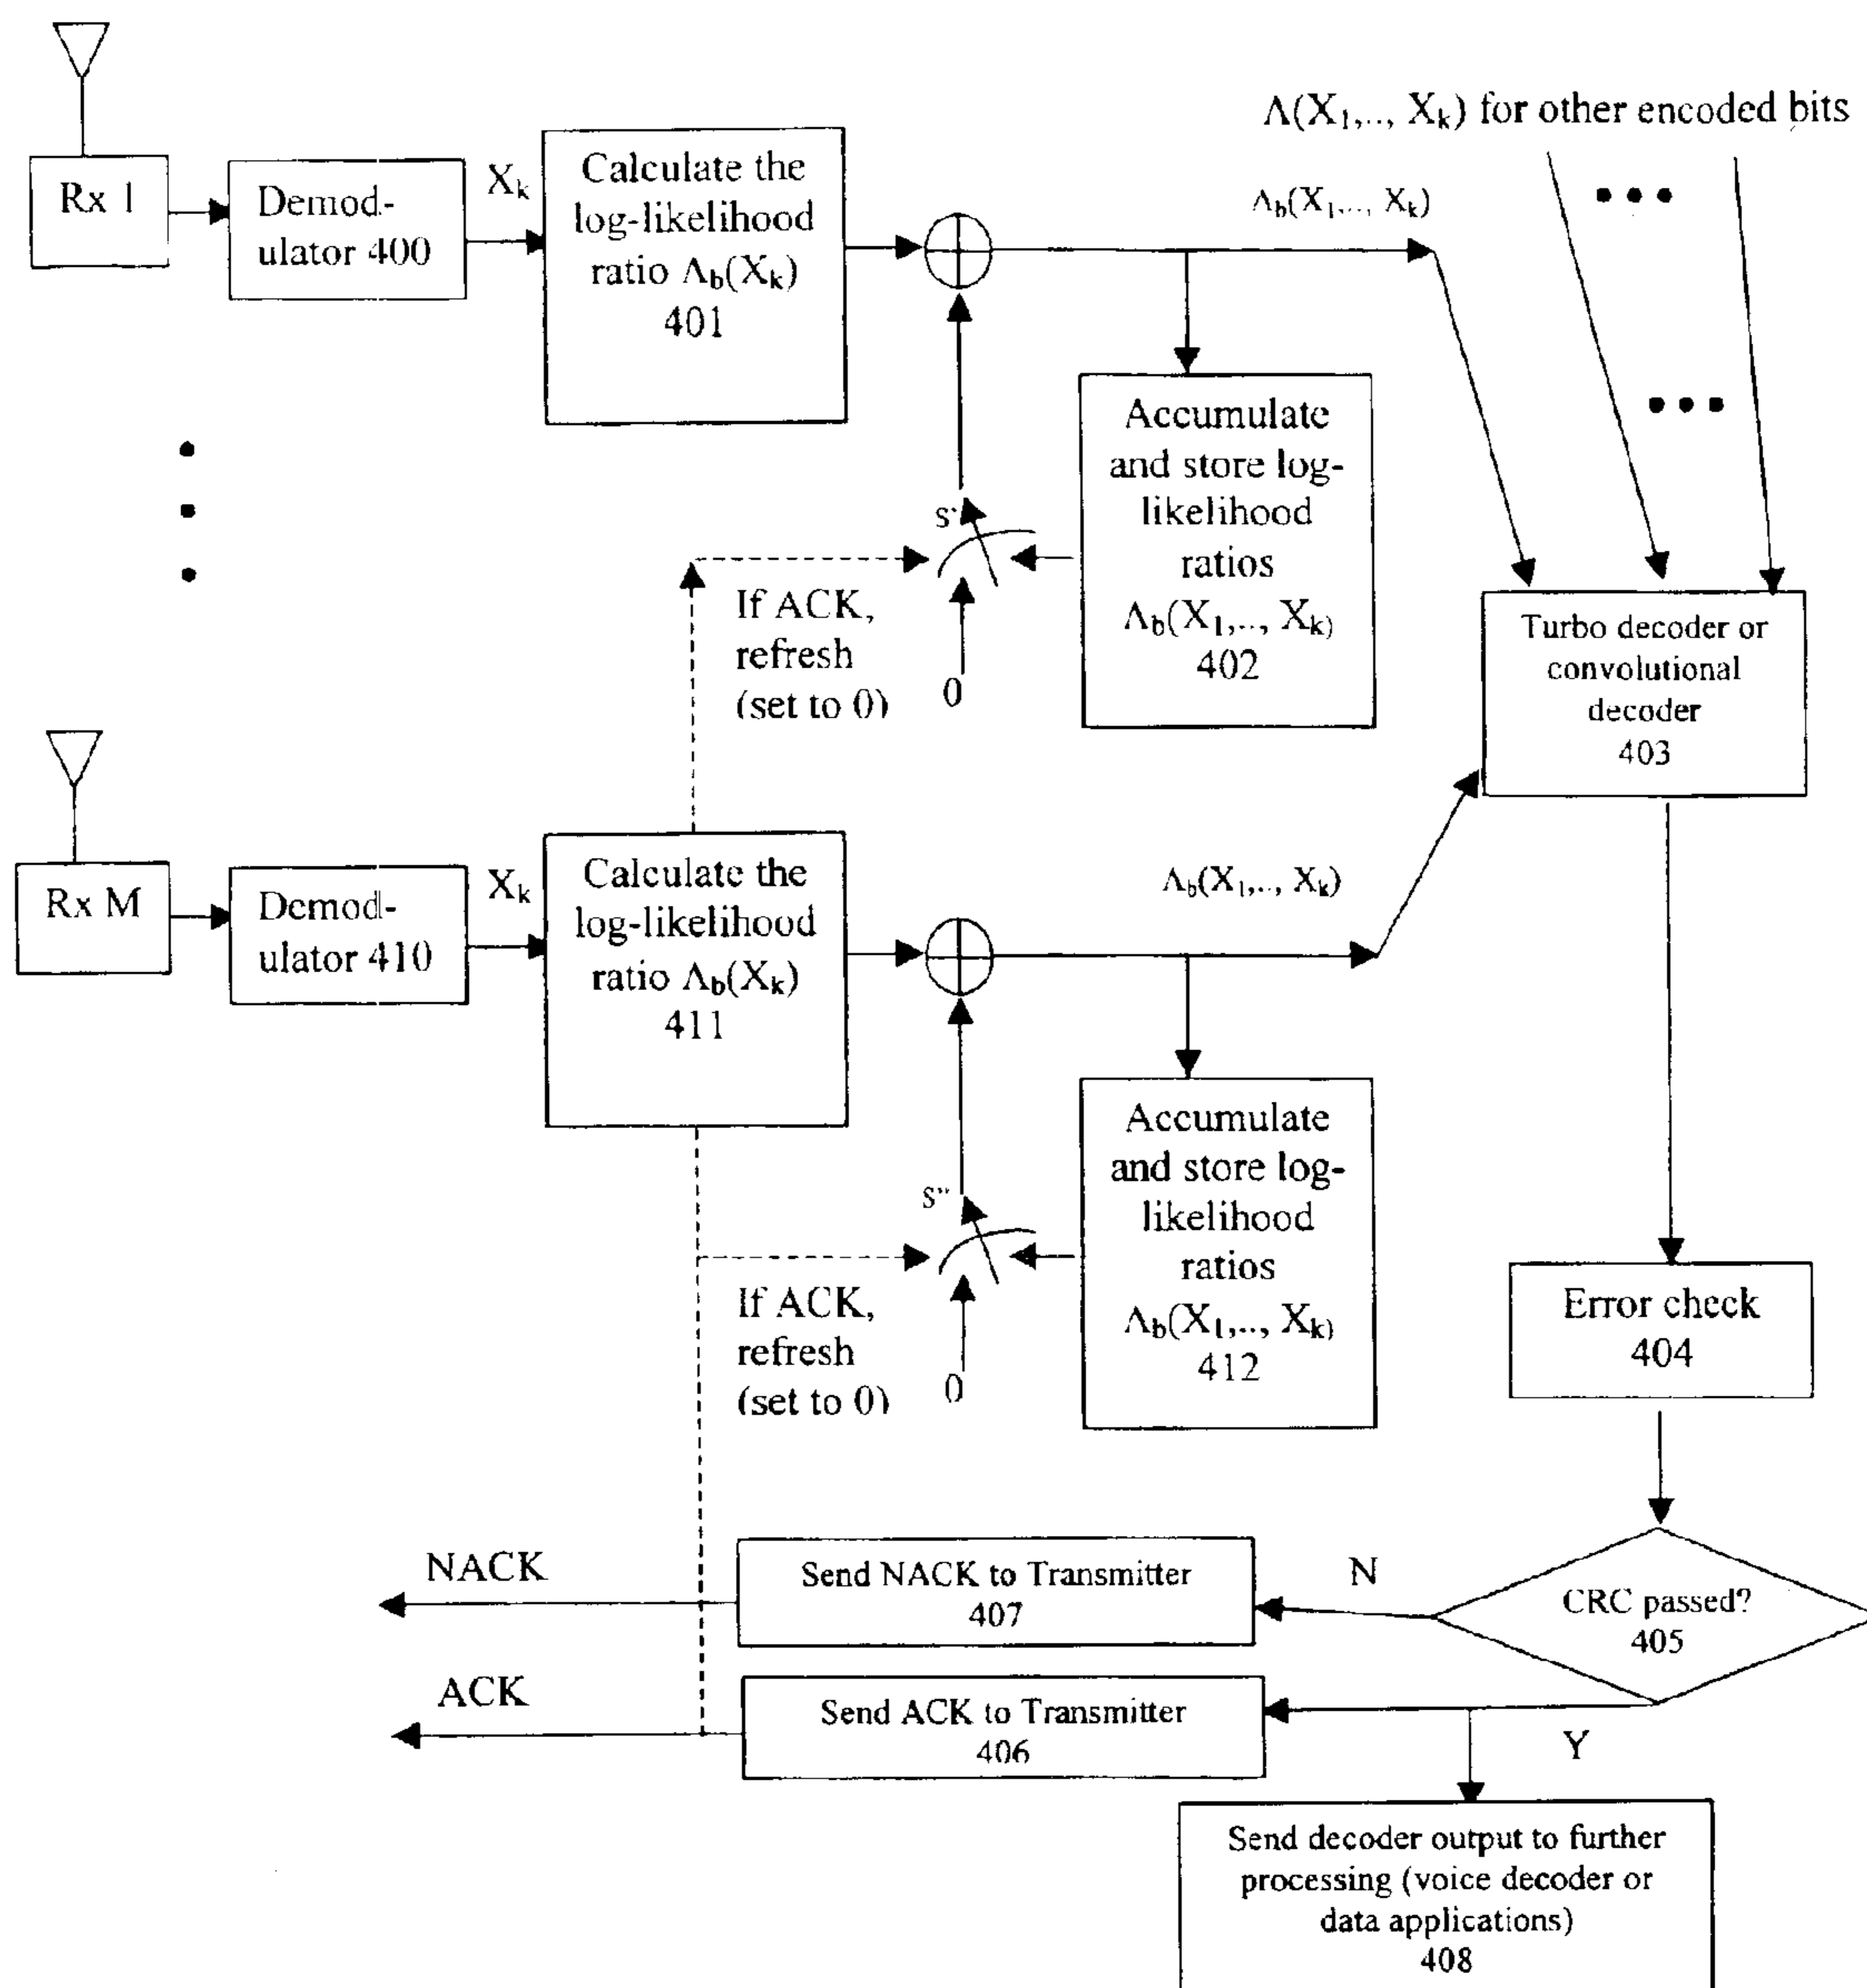 Λ(X1,.., Xk) for other encoded bits
Rx 1
Demod-
ulator 400
Xk
Calculate the
log-likelihood
ratio Λb(Xk)
401
Λb(X1,..., Xk)
Accumulate
and store log-
likelihood
ratios
Λb(X1,.., Xk)
402
S'
If ACK,
refresh
(set to 0)
0
Turbo decoder or
convolutional
decoder
403
Rx M
Demod-
ulator 410
Xk
Calculate the
log-likelihood
ratio Λb(Xk)
411
Λb(X1,.., Xk)
Accumulate
and store log-
likelihood
ratios
Λb(X1,.., Xk)
412
S"
If ACK,
refresh
(set to 0)
0
Error check
404
CRC passed?
405
N
Send NACK to Transmitter
407
NACK
Y
Send ACK to Transmitter
406
ACK
Send decoder output to further
processing (voice decoder or
data applications)
408